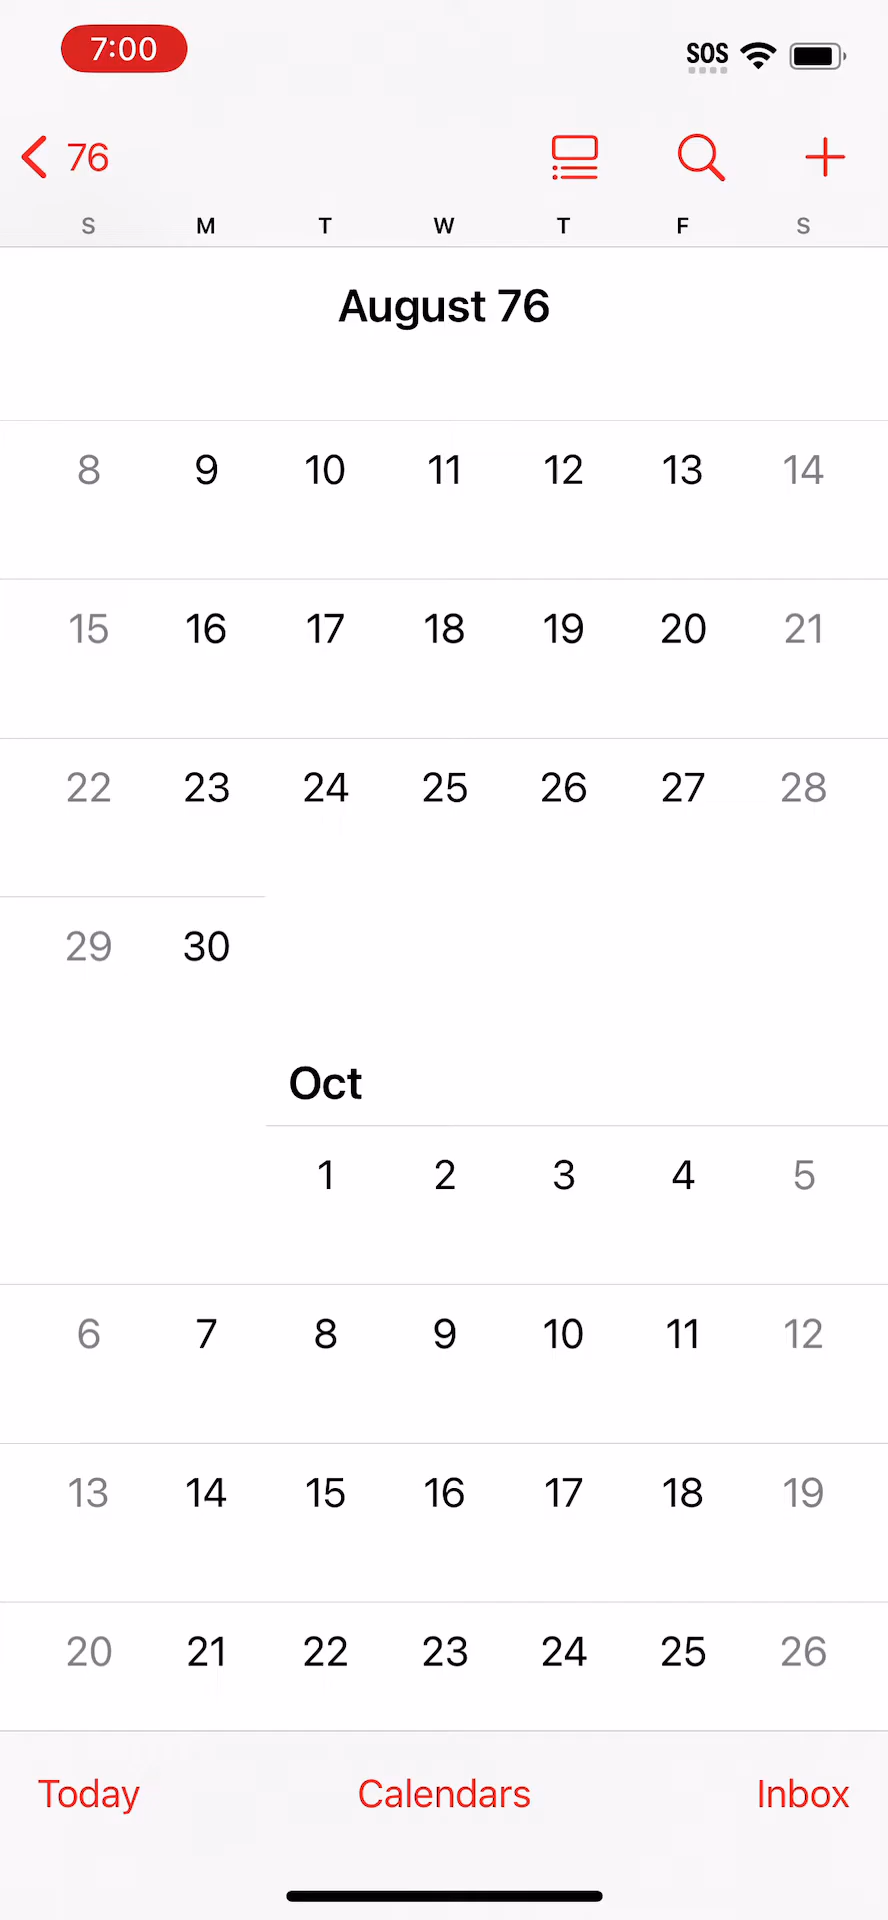 7:00 SOS
76
S M T W T F S
August 76
8 9 10 11 12 13 14
15 16 17 18 19 20 21
22 23 24 25 26 27 28
29 30
Oct
1 2 3 4 5
6 7 8 9 10 11 12
13 14 15 16 17 18 19
20 21 22 23 24 25 26
Today Calendars Inbox